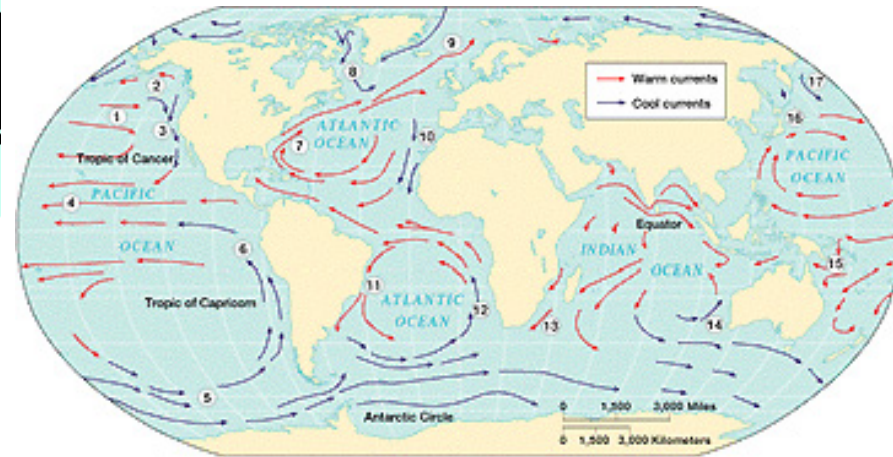 9
8
17
2
Warm currents
Cool currents
1
3
10
16
ATLANTIC
OCEAN
7
Tropic of Cancer
PACIFIC
OCEAN
PACIFIC
4
Equator
OCEAN
6
INDIAN
OCEAN
15
11
Tropic of Capricorn
ATLANTIC
OCEAN
12
13
14
5
Antarctic Circle
0 1,500 3,000 Miles
0 1,500 3,000 Kilometers